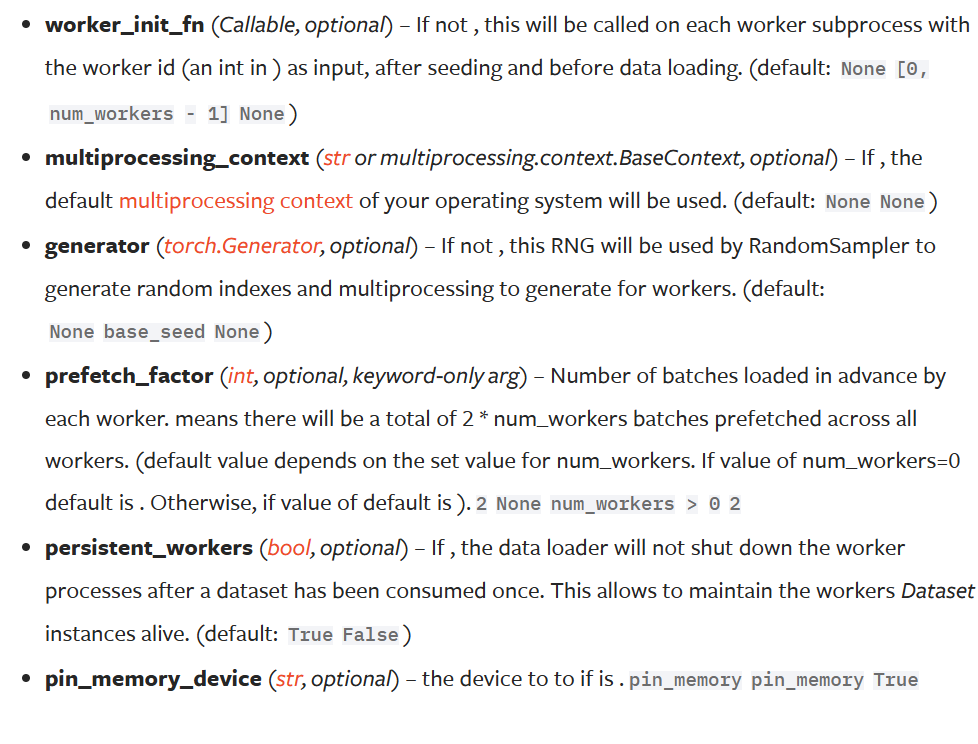 • worker_init_fn (Callable, optional) – If not , this will be called on each worker subprocess with
the worker id (an int in ) as input, after seeding and before data loading. (default: None [0,
num_workers - 1] None)
• multiprocessing_context (str or multiprocessing.context.BaseContext, optional) – If , the
default multiprocessing context of your operating system will be used. (default: None None)
• generator (torch.Generator, optional) – If not , this RNG will be used by RandomSampler to
generate random indexes and multiprocessing to generate for workers. (default:
None base_seed None)
• prefetch_factor (int, optional, keyword-only arg) – Number of batches loaded in advance by
each worker. means there will be a total of 2 * num_workers batches prefetched across all
workers. (default value depends on the set value for num_workers. If value of num_workers=0
default is . Otherwise, if value of default is ). 2 None num_workers > 0 2
• persistent_workers (bool, optional) – If , the data loader will not shut down the worker
processes after a dataset has been consumed once. This allows to maintain the workers Dataset
instances alive. (default: True False)
• pin_memory_device (str, optional) – the device to to if is . pin_memory pin_memory True